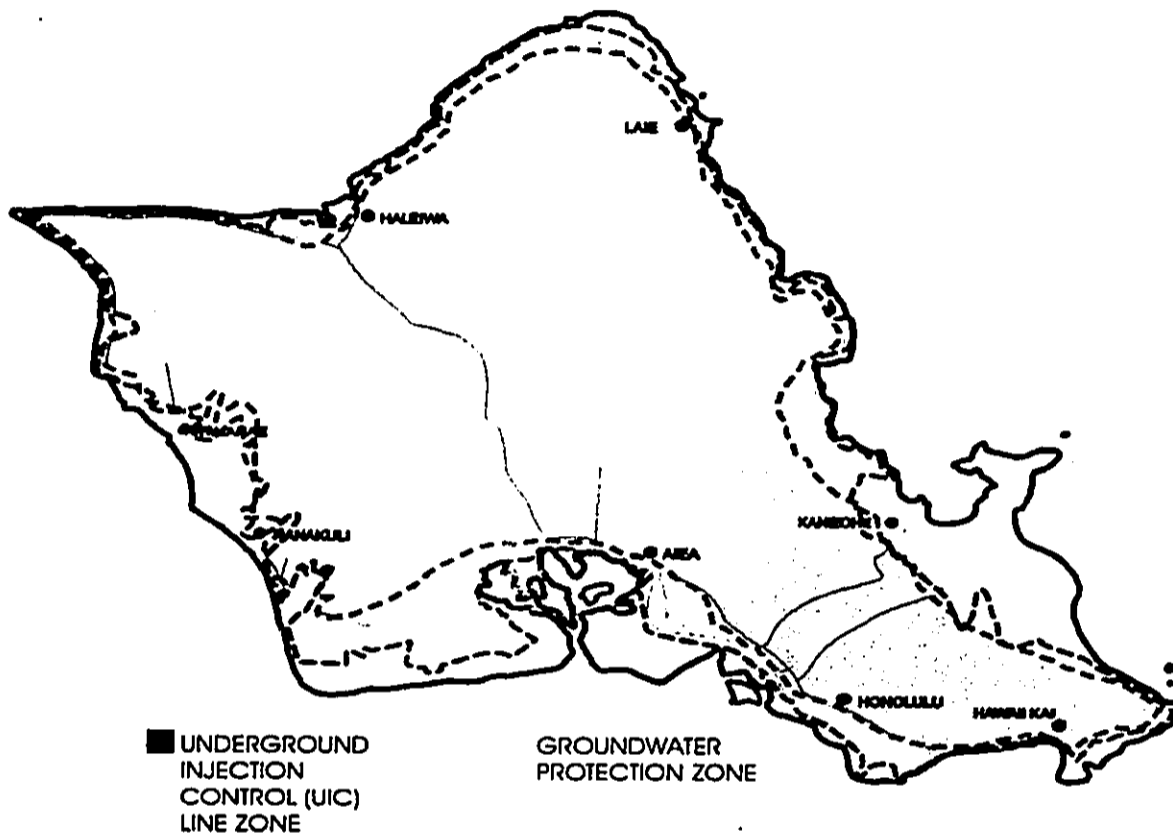 LAIE
HALEIWA
KANEOHE
NANAKULI
AIEA
HONOLULU
HAWAII KAI
UNDERGROUND
INJECTION
CONTROL (UIC)
LINE ZONE
GROUNDWATER
PROTECTION ZONE